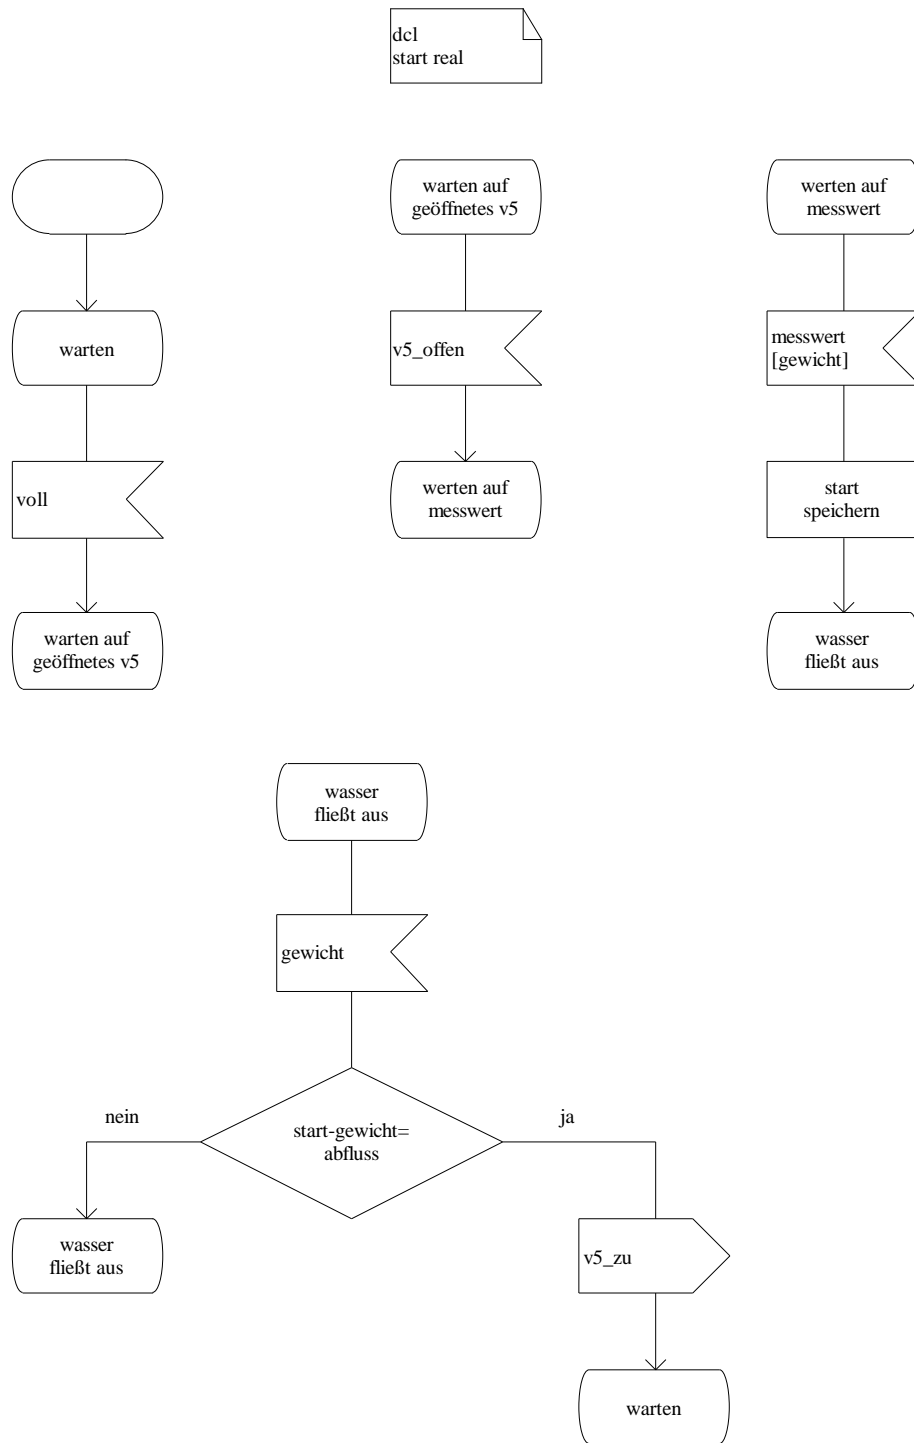 dcl
start real
warten auf
geöffnetes v5
werten auf
messwert
warten
v5_offen
messwert
[gewicht]
voll
werten auf
messwert
start
speichern
warten auf
geöffnetes v5
wasser
fließt aus
wasser
fließt aus
gewicht
nein
start-gewicht=
abfluss
ja
wasser
fließt aus
v5_zu
warten